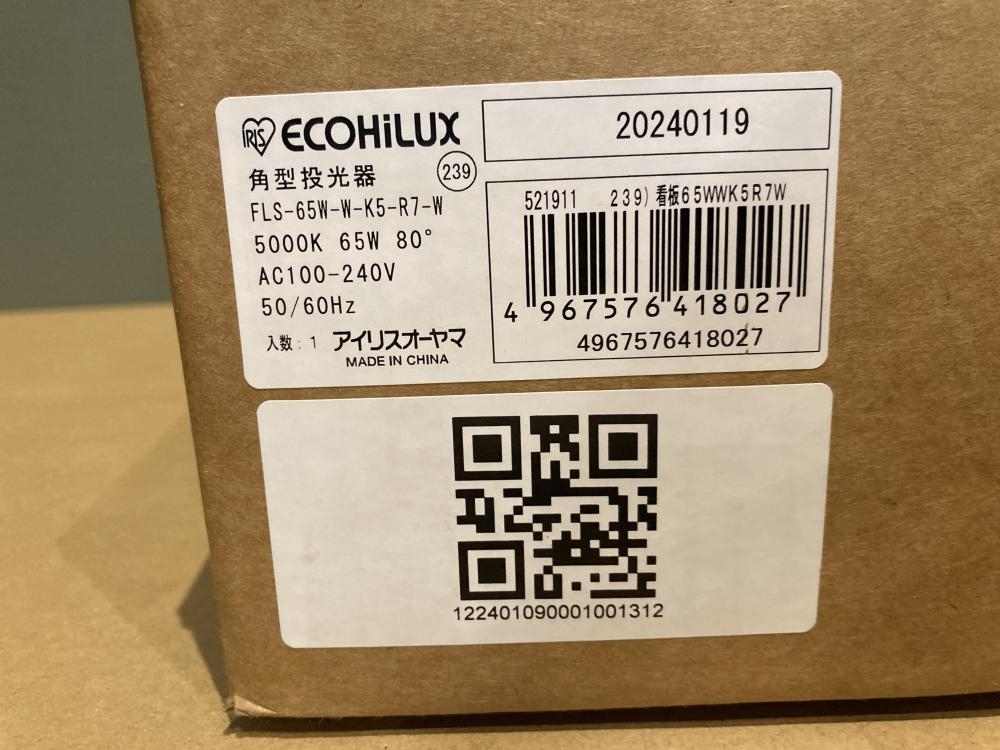 IRIS ECOHiLUX
角型投光器
239
FLS-65W-W-K5-R7-W
5000K 65W 80°
AC100-240V
50/60Hz
入数:1 アイリスオーヤマ
MADE IN CHINA
20240119
521911 239)看板65WWK5R7W
4 967576 418027
4967576418027
122401090001001312